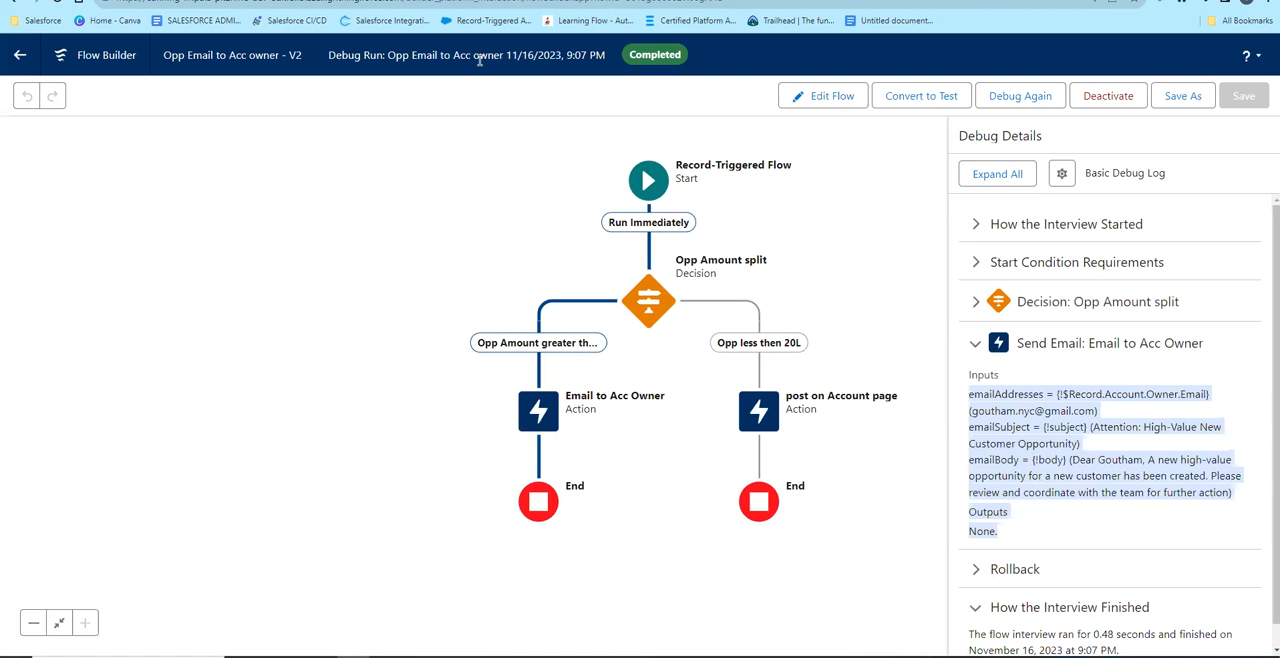 Salesforce
Home - Canva
SALESFORCE ADMI...
Salesforce CI/CD
Salesforce Integrati...
Record-Triggered A...
Learning Flow - Aut...
Certified Platform A...
Trailhead | The fun...
Untitled document...
All Bookmarks
Flow Builder
Opp Email to Acc owner - V2
Debug Run: Opp Email to Acc owner 11/16/2023, 9:07 PM
Completed
?
Edit Flow
Convert to Test
Debug Again
Deactivate
Save As
Save
Record-Triggered Flow
Start
Run Immediately
Opp Amount split
Decision
Opp Amount greater th...
Opp less then 20L
Email to Acc Owner
Action
post on Account page
Action
End
End
Debug Details
Expand All
Basic Debug Log
How the Interview Started
Start Condition Requirements
Decision: Opp Amount split
Send Email: Email to Acc Owner
Inputs
emailAddresses = {!$Record.Account.Owner.Email}
(goutham.nyc@gmail.com)
emailSubject = {!subject} (Attention: High-Value New
Customer Opportunity)
emailBody = {!body} (Dear Goutham, A new high-value
opportunity for a new customer has been created. Please
review and coordinate with the team for further action)
Outputs
None.
Rollback
How the Interview Finished
The flow interview ran for 0.48 seconds and finished on
November 16, 2023 at 9:07 PM.